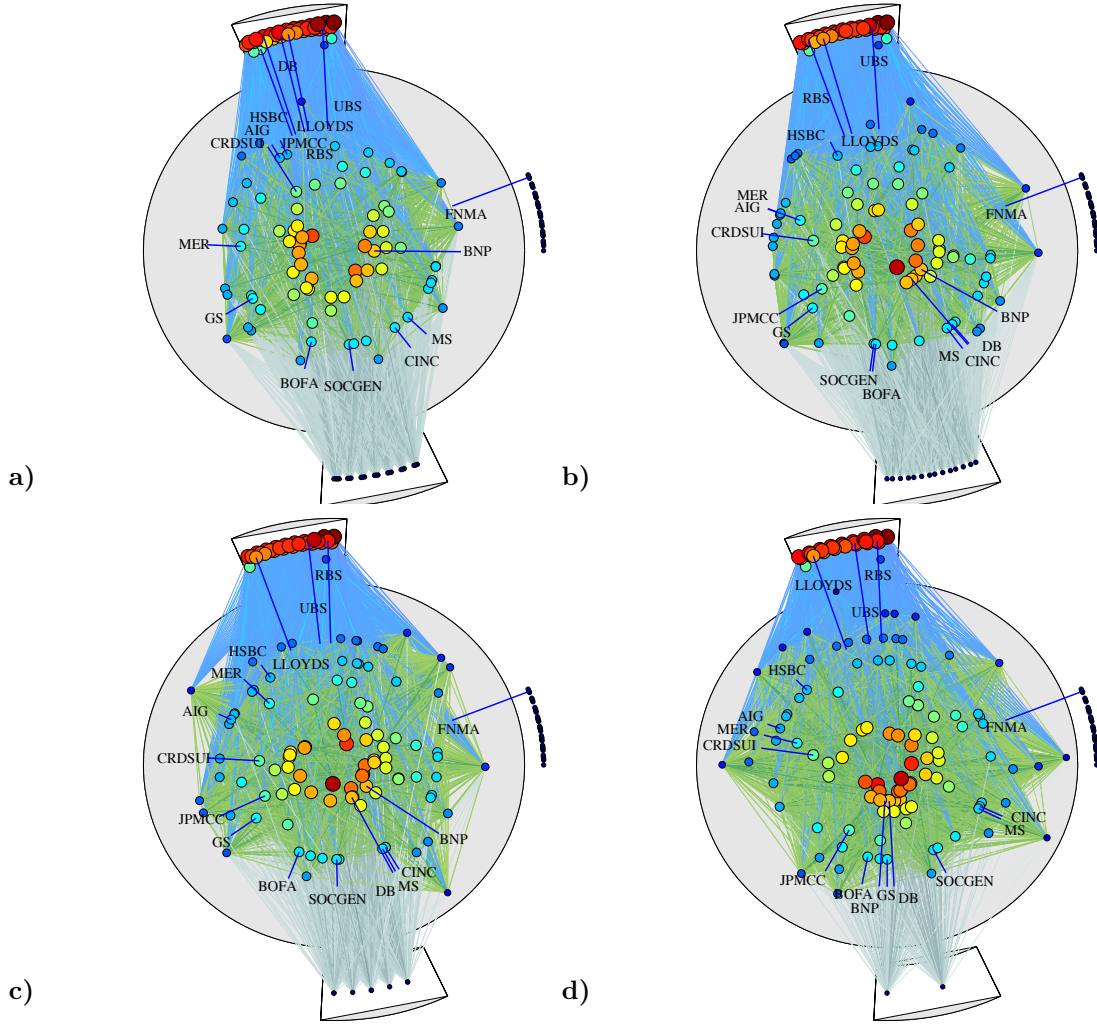 DB
UBS
HSBC
AIG
LLOYDS
CRDSUI
JPMCC
RBS
FNMA
MER
BNP
GS
MS
CINC
BOFA
SOCGEN
a)
UBS
RBS
HSBC
LLOYDS
MER
AIG
FNMA
CRDSUI
JPMCC
BNP
GS
DB
MS
CINC
SOCGEN
BOFA
b)
RBS
UBS
HSBC
LLOYDS
MER
AIG
FNMA
CRDSUI
JPMCC
GS
BNP
CINC
BOFA
MS
SOCGEN
DB
c)
RBS
LLOYDS
UBS
HSBC
AIG
FNMA
MER
CRDSUI
CINC
MS
JPMCC
SOCGEN
BOFA
GS
DB
BNP
d)